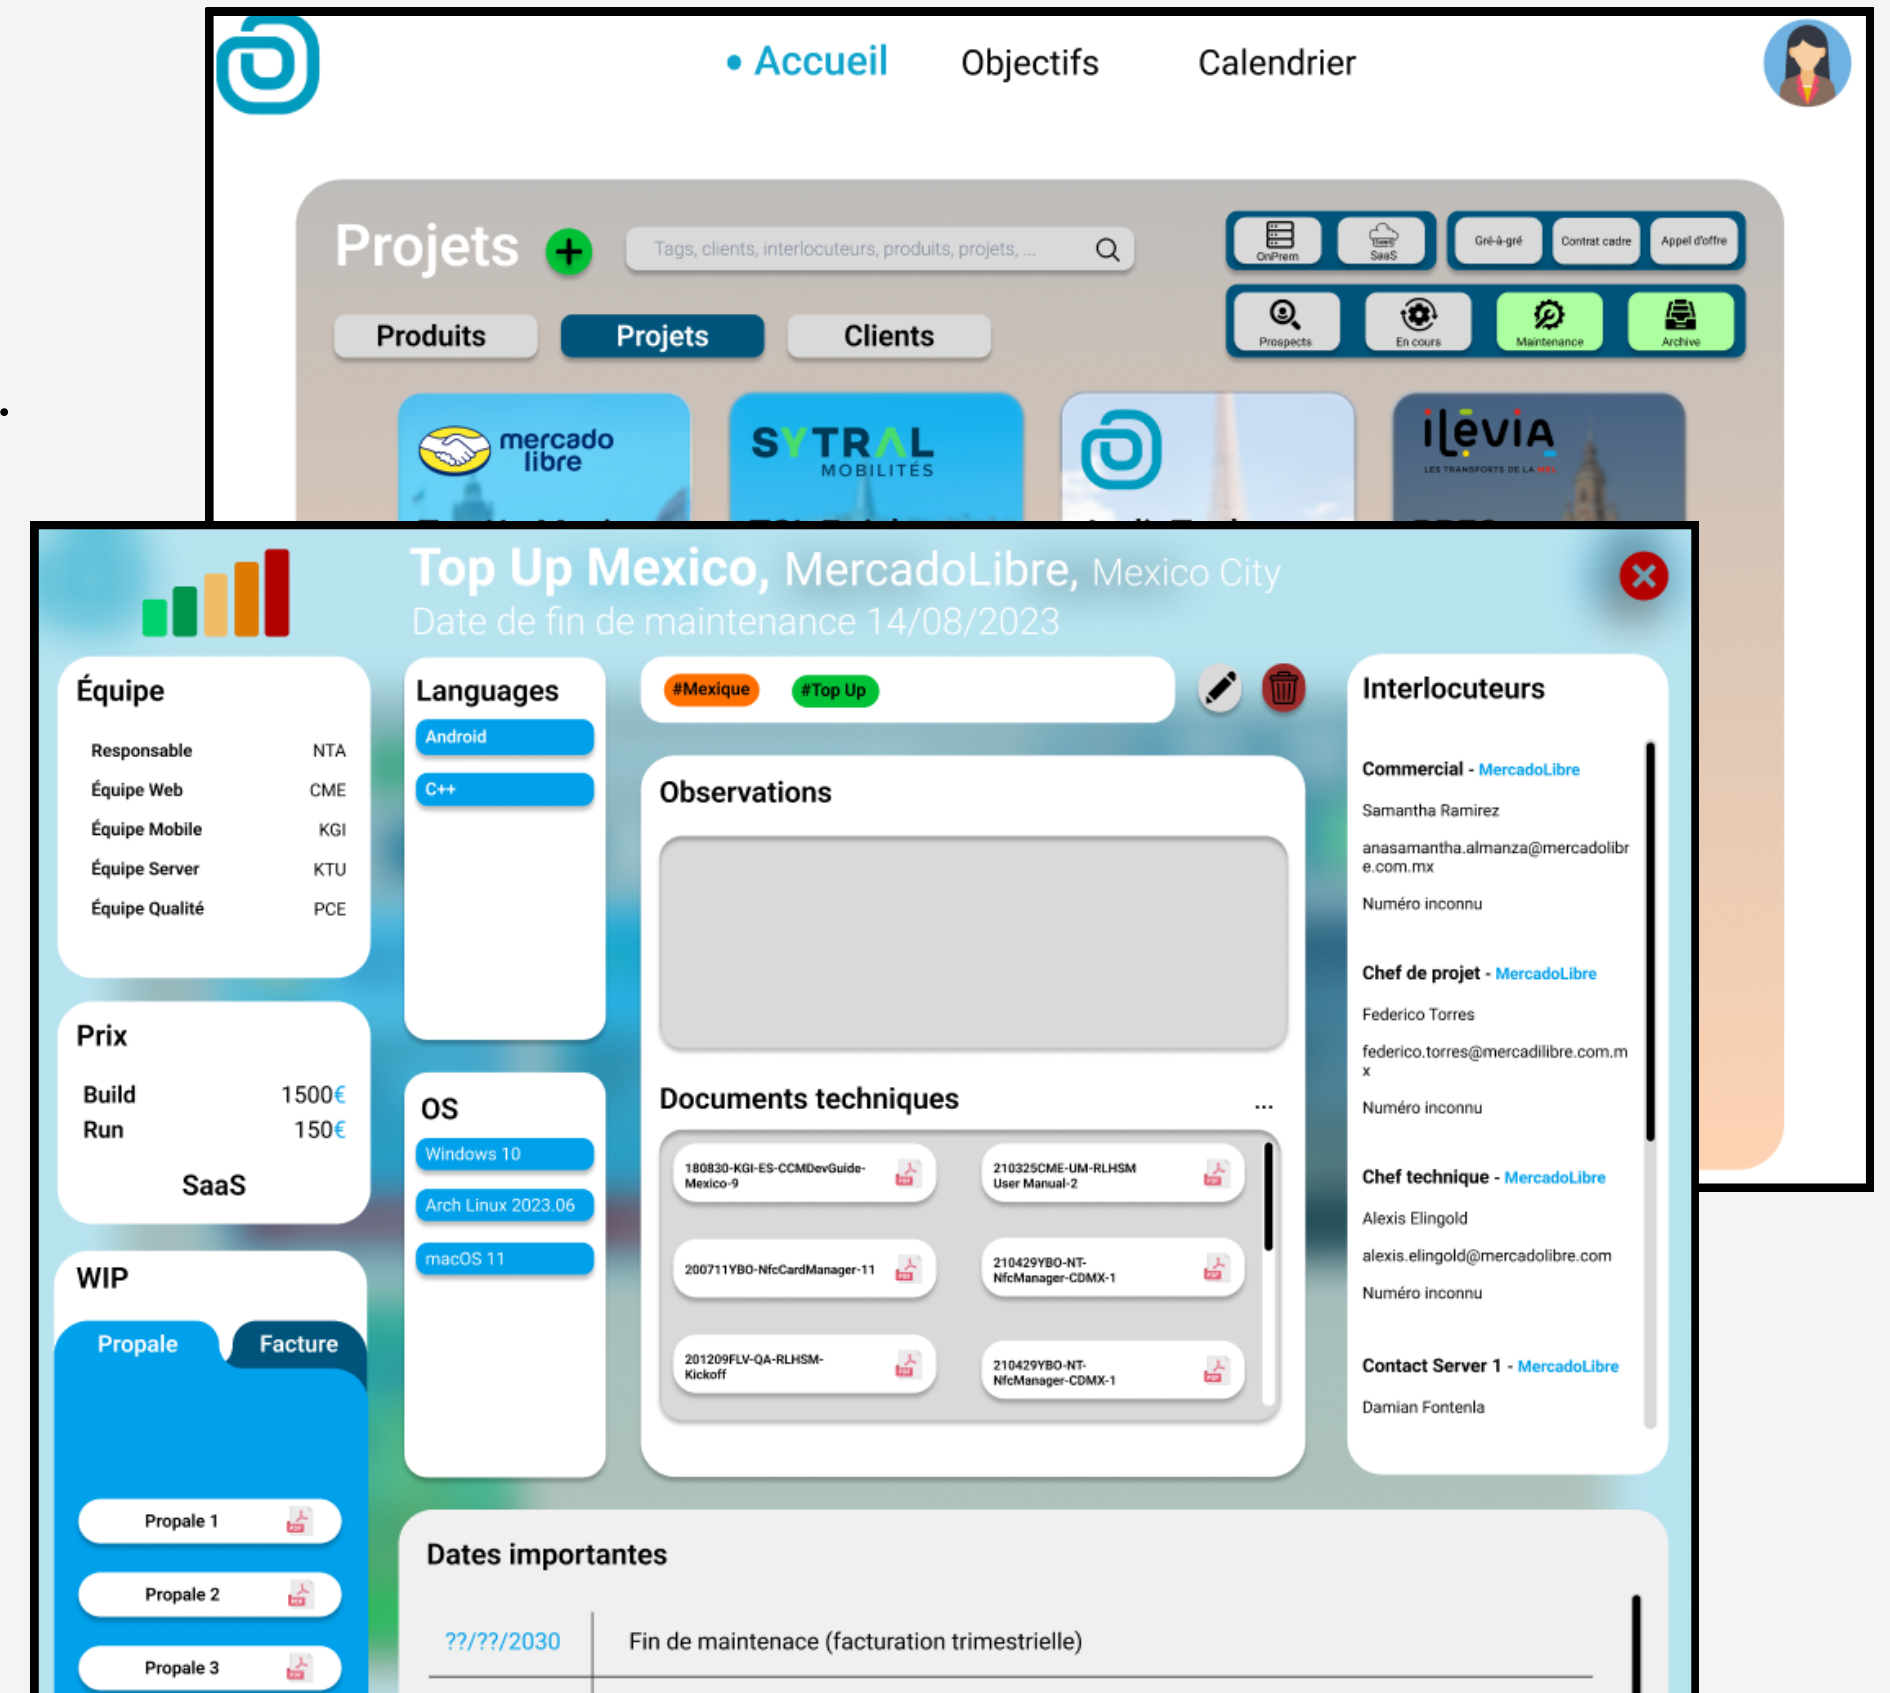 • Accueil
Objectifs
Calendrier
Projets
Tags, clients, interlocuteurs, produits, projets, ...
OnPrem
SaaS
Gré-à-gré
Contrat cadre
Appel d'offre
Produits
Projets
Clients
Prospects
En cours
Maintenance
Archive
mercado
libre
SYTRAL
MOBILITÉS
ilévia
LES TRANSPORTS DE LA MEL
Top Up Mexico, MercadoLibre, Mexico City
Date de fin de maintenance 14/08/2023
Équipe
Responsable NTA
Équipe Web CME
Équipe Mobile KGI
Équipe Server KTU
Équipe Qualité PCE
Prix
Build 1500€
Run 150€
SaaS
WIP
Propale
Facture
Propale 1
Propale 2
Propale 3
Languages
Android
C++
OS
Windows 10
Arch Linux 2023.06
macOS 11
#Mexique
#Top Up
Observations
Documents techniques
...
180830-KGI-ES-CCMDevGuide-
Mexico-9
210325CME-UM-RLHSM
User Manual-2
200711YBO-NfcCardManager-11
210429YBO-NT-
NfcManager-CDMX-1
201209FLV-QA-RLHSM-
Kickoff
210429YBO-NT-
NfcManager-CDMX-1
Interlocuteurs
Commercial - MercadoLibre
Samantha Ramirez
anasamantha.almanza@mercadolibr
e.com.mx
Numéro inconnu
Chef de projet - MercadoLibre
Federico Torres
federico.torres@mercadilibre.com.m
x
Numéro inconnu
Chef technique - MercadoLibre
Alexis Elingold
alexis.elingold@mercadolibre.com
Numéro inconnu
Contact Server 1 - MercadoLibre
Damian Fontenla
Dates importantes
??/??/2030
Fin de maintenace (facturation trimestrielle)